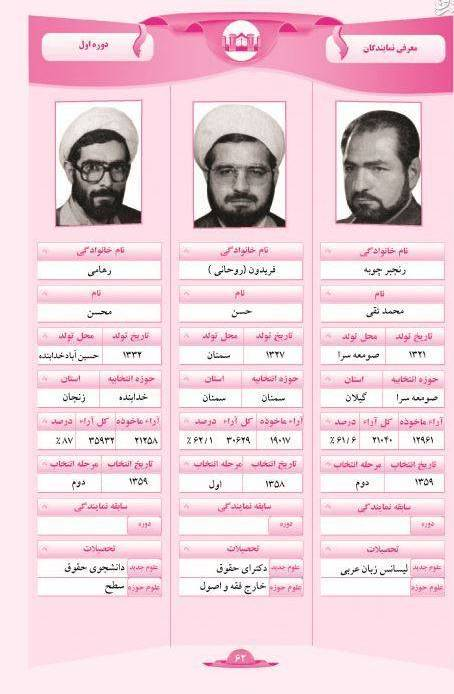 معرفی نمایندگان
دوره اول
نام خانوادگی
رنجبر چوبه
نام
محمد تقی
تاریخ تولد محل تولد
۱۳۲۱ صومعه سرا
حوزه انتخابیه استان
صومعه سرا گیلان
آراء ماخوذه کل آراء درصد
۱۲۹۶۱ ۲۱۰۴۰ ۶۱/۶ ٪
تاریخ انتخاب مرحله انتخاب
۱۳۵۹ دوم
سابقه نمایندگی
دوره
تحصیلات
علوم جدید لیسانس زبان عربی
علوم حوزه
نام خانوادگی
فریدون (روحانی )
نام
حسن
تاریخ تولد محل تولد
۱۳۲۷ سمنان
حوزه انتخابیه استان
سمنان سمنان
آراء ماخوذه کل آراء درصد
۱۹۰۱۷ ۳۰۶۲۹ ۶۲/۱ ٪
تاریخ انتخاب مرحله انتخاب
۱۳۵۸ اول
سابقه نمایندگی
دوره
تحصیلات
علوم جدید دکترای حقوق
علوم حوزه خارج فقه و اصول
نام خانوادگی
رهامی
نام
محسن
تاریخ تولد محل تولد
۱۳۳۲ حسین آباد خدابنده
حوزه انتخابیه استان
خدابنده زنجان
آراء ماخوذه کل آراء درصد
۲۱۲۵۸ ۳۵۹۳۲ ۸۷ ٪
تاریخ انتخاب مرحله انتخاب
۱۳۵۹ دوم
سابقه نمایندگی
دوره
تحصیلات
علوم جدید دانشجوی حقوق
علوم حوزه سطح
۶۲